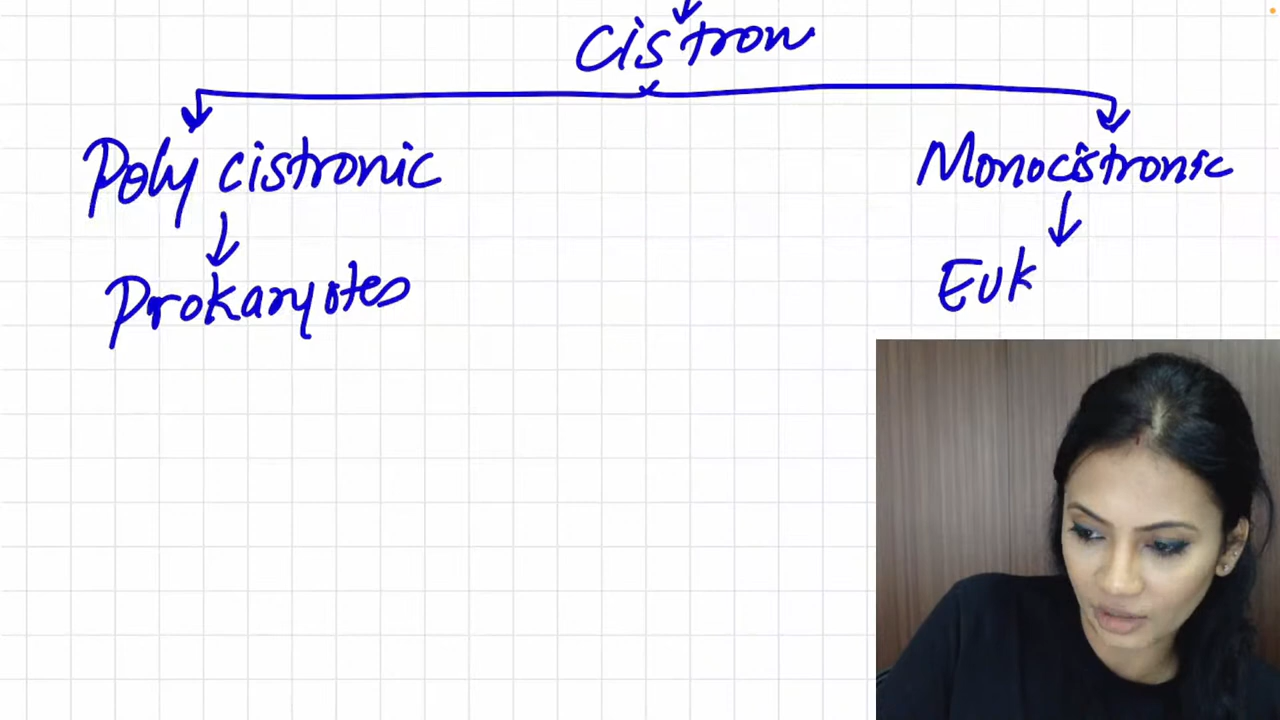 Cistron
Poly cistronic
Monocistronic
Prokaryotes
Euk